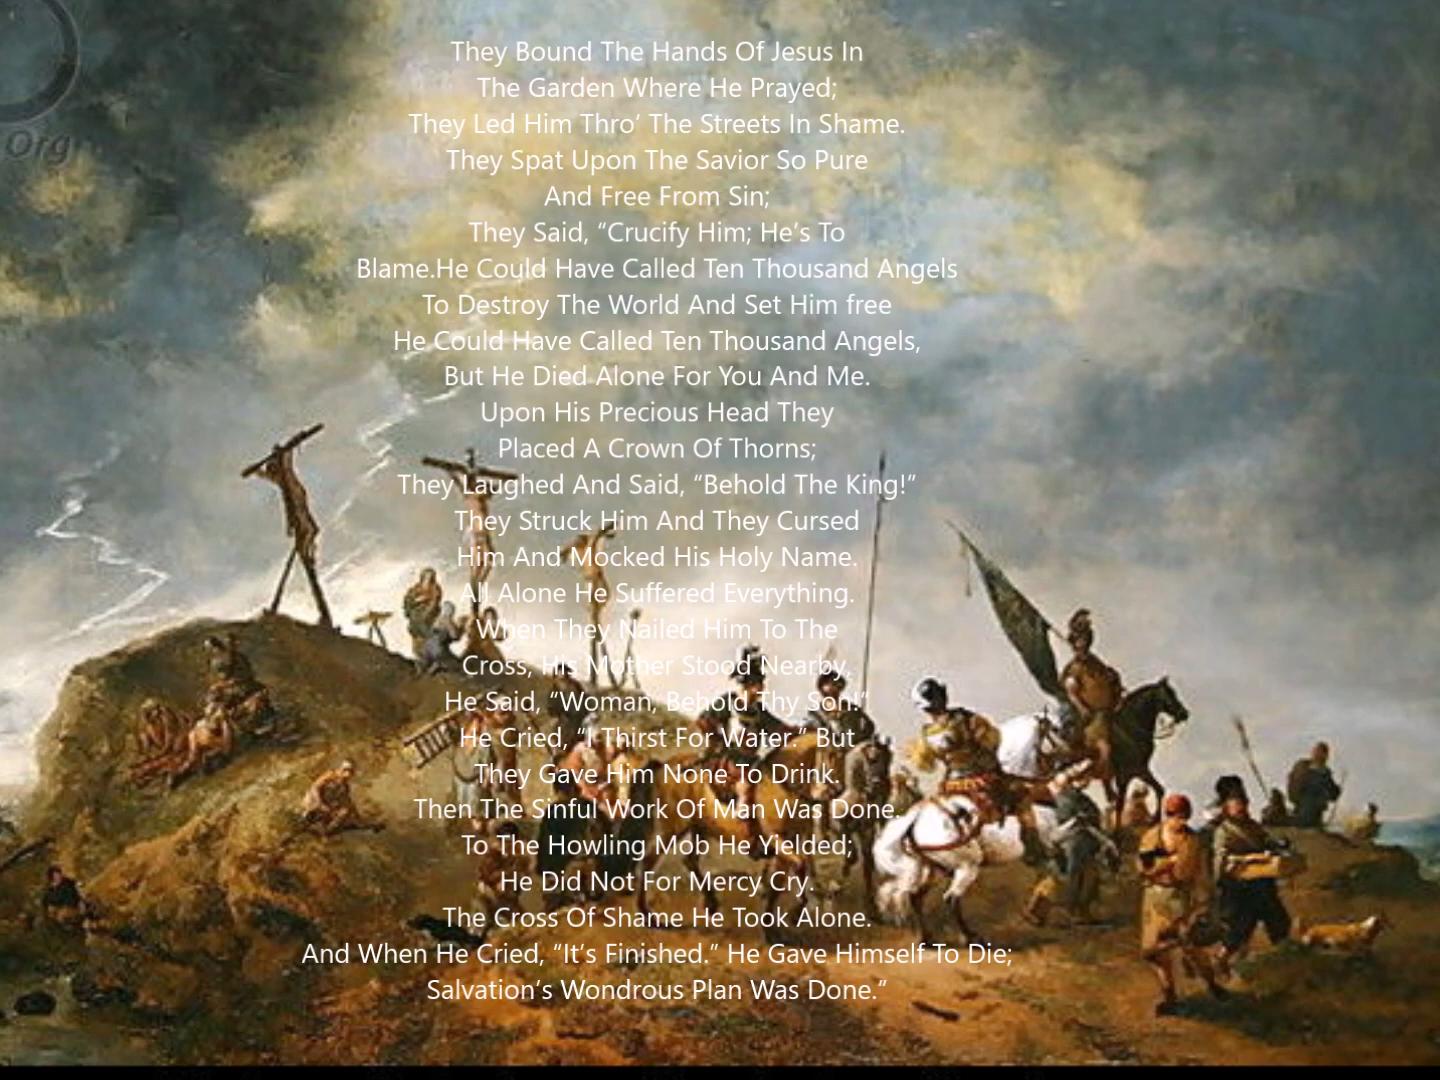 Org
They Bound The Hands Of Jesus In
The Garden Where He Prayed;
They Led Him Thro’ The Streets In Shame.
They Spat Upon The Savior So Pure
And Free From Sin;
They Said, “Crucify Him; He’s To
Blame.He Could Have Called Ten Thousand Angels
To Destroy The World And Set Him free
He Could Have Called Ten Thousand Angels,
But He Died Alone For You And Me.
Upon His Precious Head They
Placed A Crown Of Thorns;
They Laughed And Said, “Behold The King!”
They Struck Him And They Cursed
Him And Mocked His Holy Name.
All Alone He Suffered Everything.
When They Nailed Him To The
Cross, His Mother Stood Nearby,
He Said, “Woman, Behold Thy Son!”
He Cried, “I Thirst For Water.” But
They Gave Him None To Drink.
Then The Sinful Work Of Man Was Done.
To The Howling Mob He Yielded;
He Did Not For Mercy Cry.
The Cross Of Shame He Took Alone.
And When He Cried, “It’s Finished.” He Gave Himself To Die;
Salvation’s Wondrous Plan Was Done.”